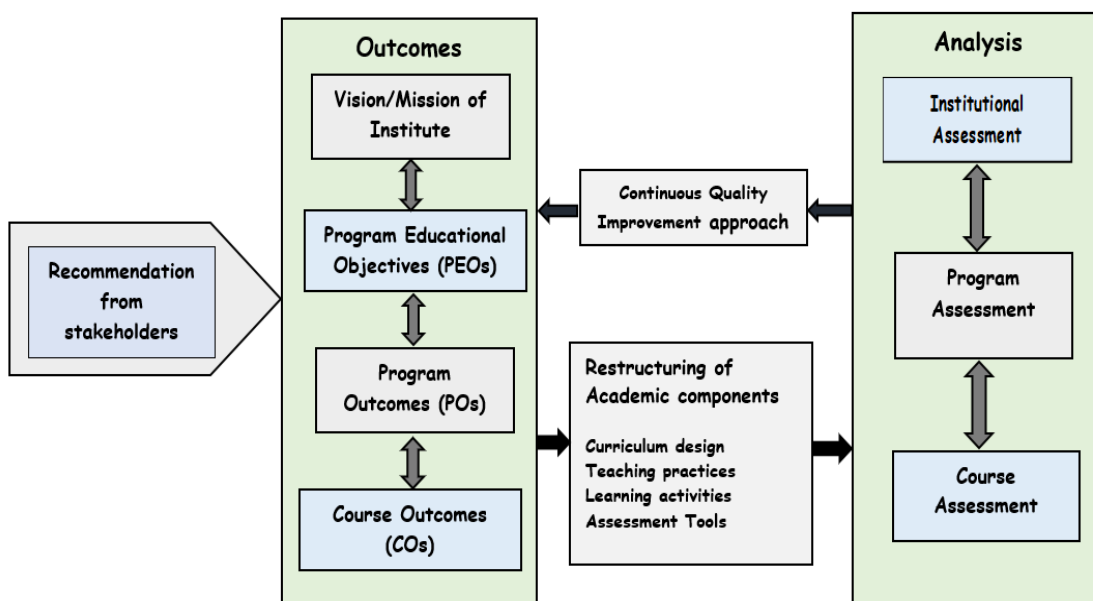 Recommendation
from
stakeholders
Outcomes
Vision/Mission of
Institute
Program Educational
Objectives (PEOs)
Program
Outcomes (POs)
Course Outcomes
(COs)
Continuous Quality
Improvement approach
Restructuring of
Academic components
Curriculum design
Teaching practices
Learning activities
Assessment Tools
Analysis
Institutional
Assessment
Program
Assessment
Course
Assessment